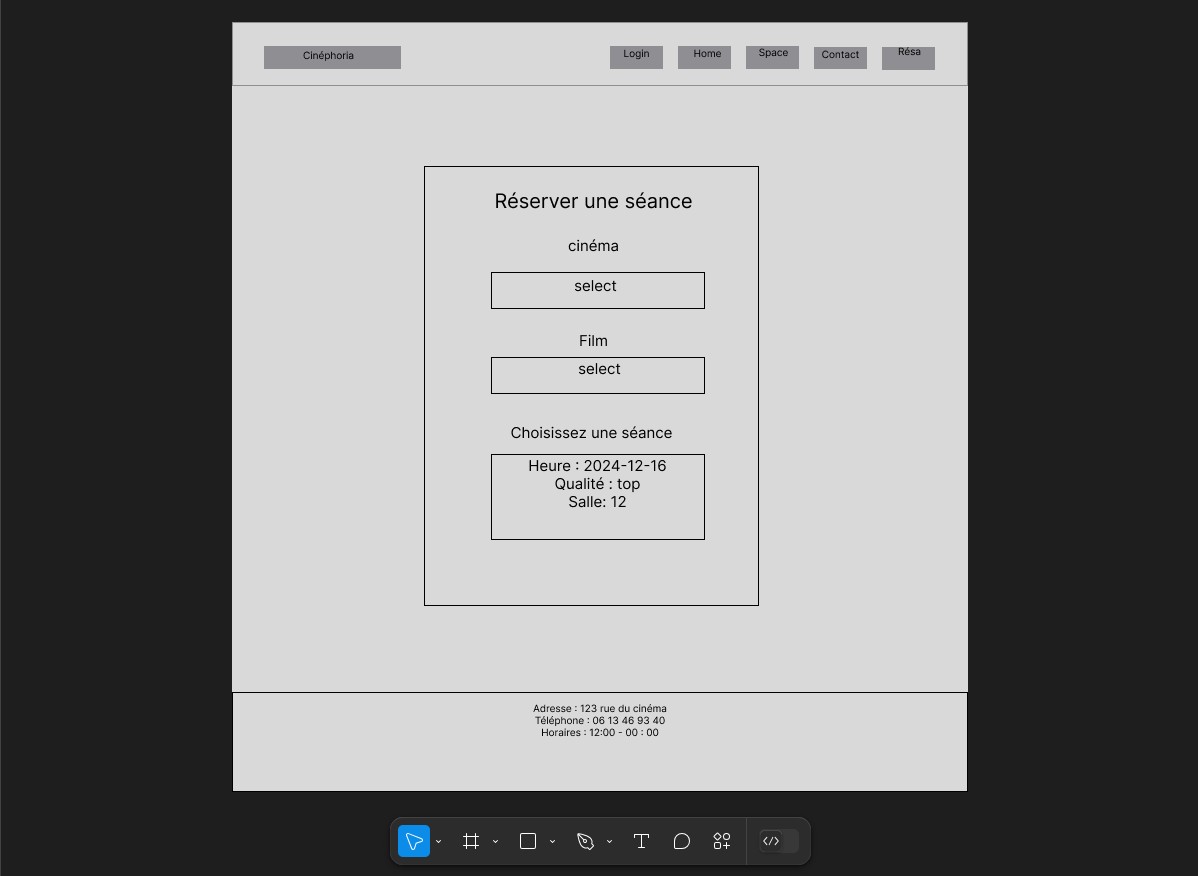 Cinéphoria
Login
Home
Space
Contact
Résa
Réserver une séance
cinéma
select
Film
select
Choisissez une séance
Heure : 2024-12-16
Qualité : top
Salle: 12
Adresse : 123 rue du cinéma
Téléphone : 06 13 46 93 40
Horaires : 12:00 - 00 : 00